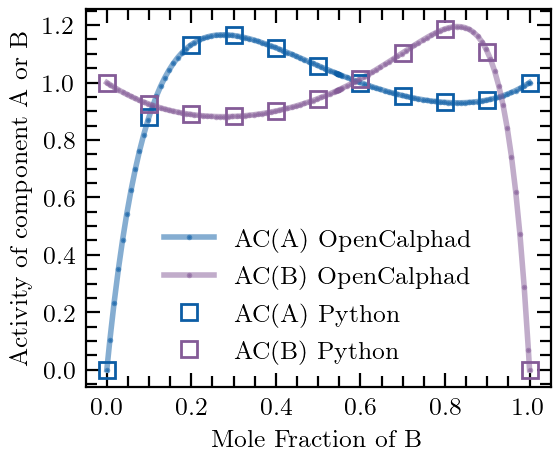 Activity of component A or B
1.2
1.0
0.8
0.6
0.4
0.2
0.0
AC(A) OpenCalphad
AC(B) OpenCalphad
AC(A) Python
AC(B) Python
0.0 0.2 0.4 0.6 0.8 1.0
Mole Fraction of B